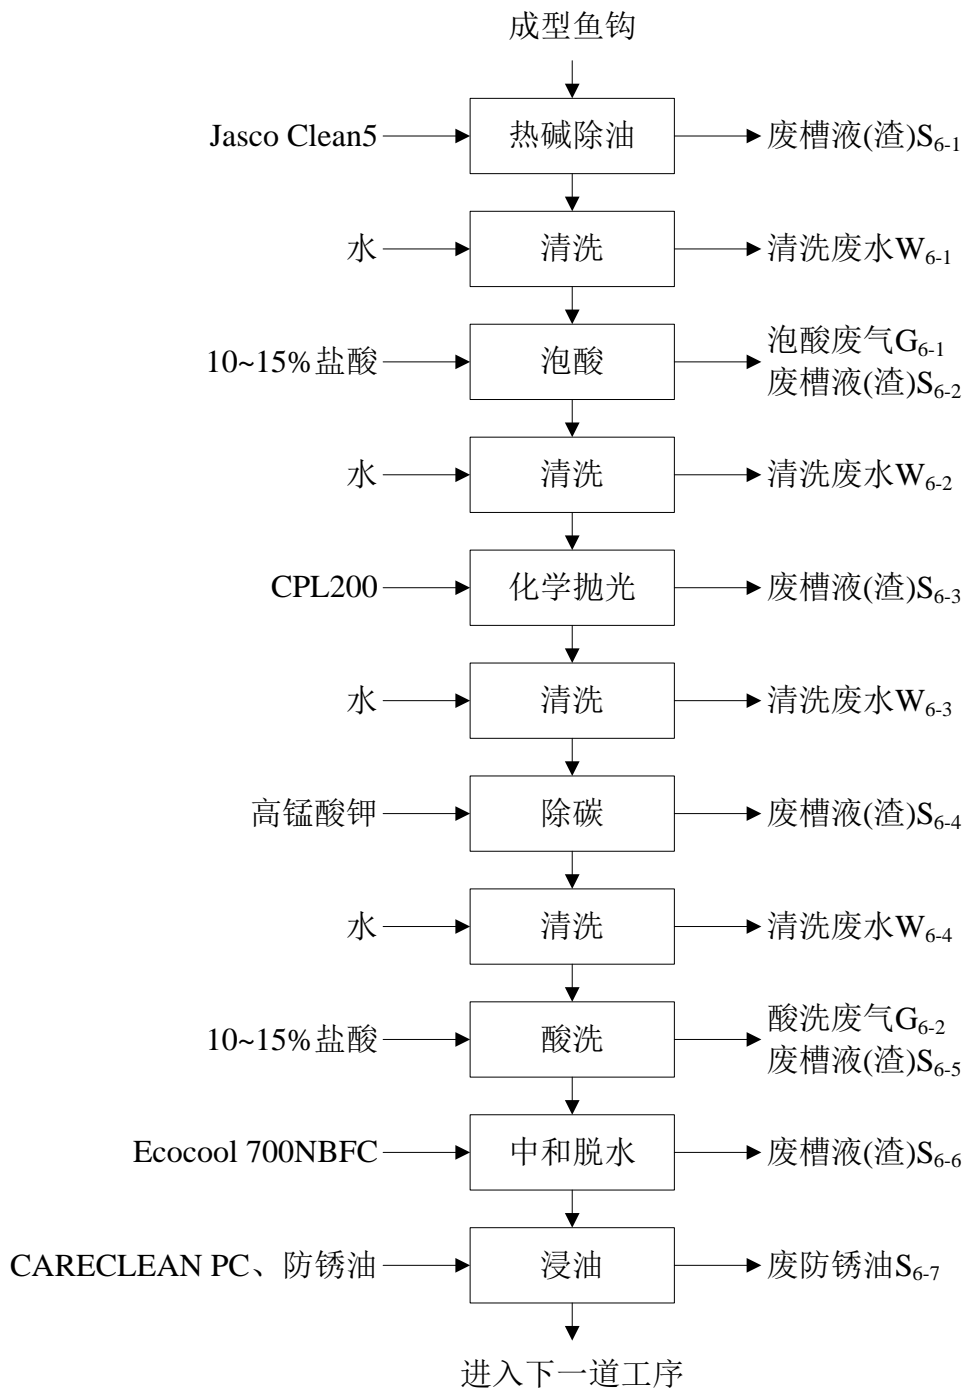 成型鱼钩
Jasco Clean5
热碱除油
废槽液(渣)S6-1
水
清洗
清洗废水W6-1
10~15%盐酸
泡酸
泡酸废气G6-1
废槽液(渣)S6-2
水
清洗
清洗废水W6-2
CPL200
化学抛光
废槽液(渣)S6-3
水
清洗
清洗废水W6-3
高锰酸钾
除碳
废槽液(渣)S6-4
水
清洗
清洗废水W6-4
10~15%盐酸
酸洗
酸洗废气G6-2
废槽液(渣)S6-5
Ecocool 700NBFC
中和脱水
废槽液(渣)S6-6
CARECLEAN PC、防锈油
浸油
废防锈油S6-7
进入下一道工序